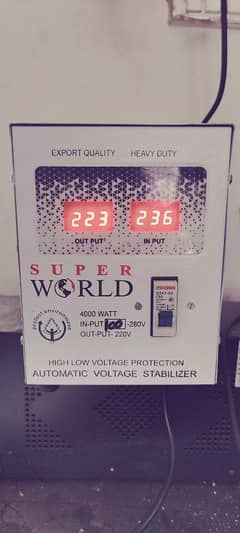 EXPORT QUALITY HEAVY DUTY
223 236
OUT PUT IN PUT
SUPER
WORLD
4000 WATT
IN-PUT 100-280V
OUT-PUT- 220V
HIGH LOW VOLTAGE PROTECTION
AUTOMATIC VOLTAGE STABILIZER